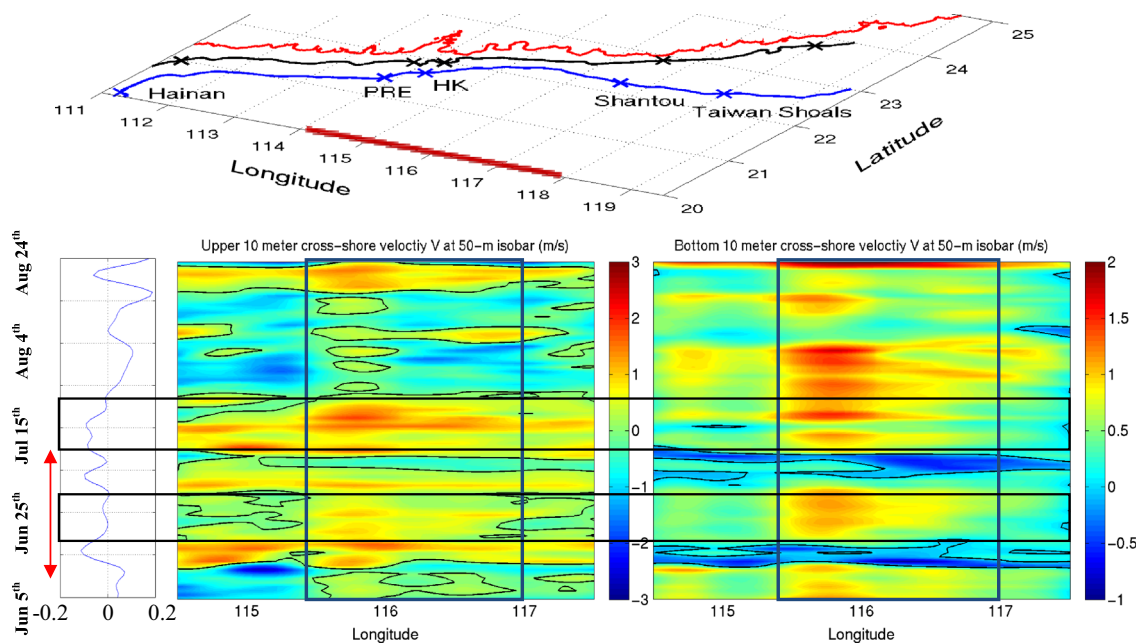 25
24
23
22
21
20
Latitude
Hainan
PRE
HK
Shantou
Taiwan Shoals
111
112
113
114
115
116
117
118
119
Longitude
Upper 10 meter cross-shore veloctiy V at 50-m isobar (m/s)
Bottom 10 meter cross-shore veloctiy V at 50-m isobar (m/s)
Aug 24th
Aug 4th
Jul 15th
Jun 25th
Jun 5th
-0.2
0
0.2
115
116
117
Longitude
3
2
1
0
−1
−2
−3
115
116
117
Longitude
2
1.5
1
0.5
0
−0.5
−1